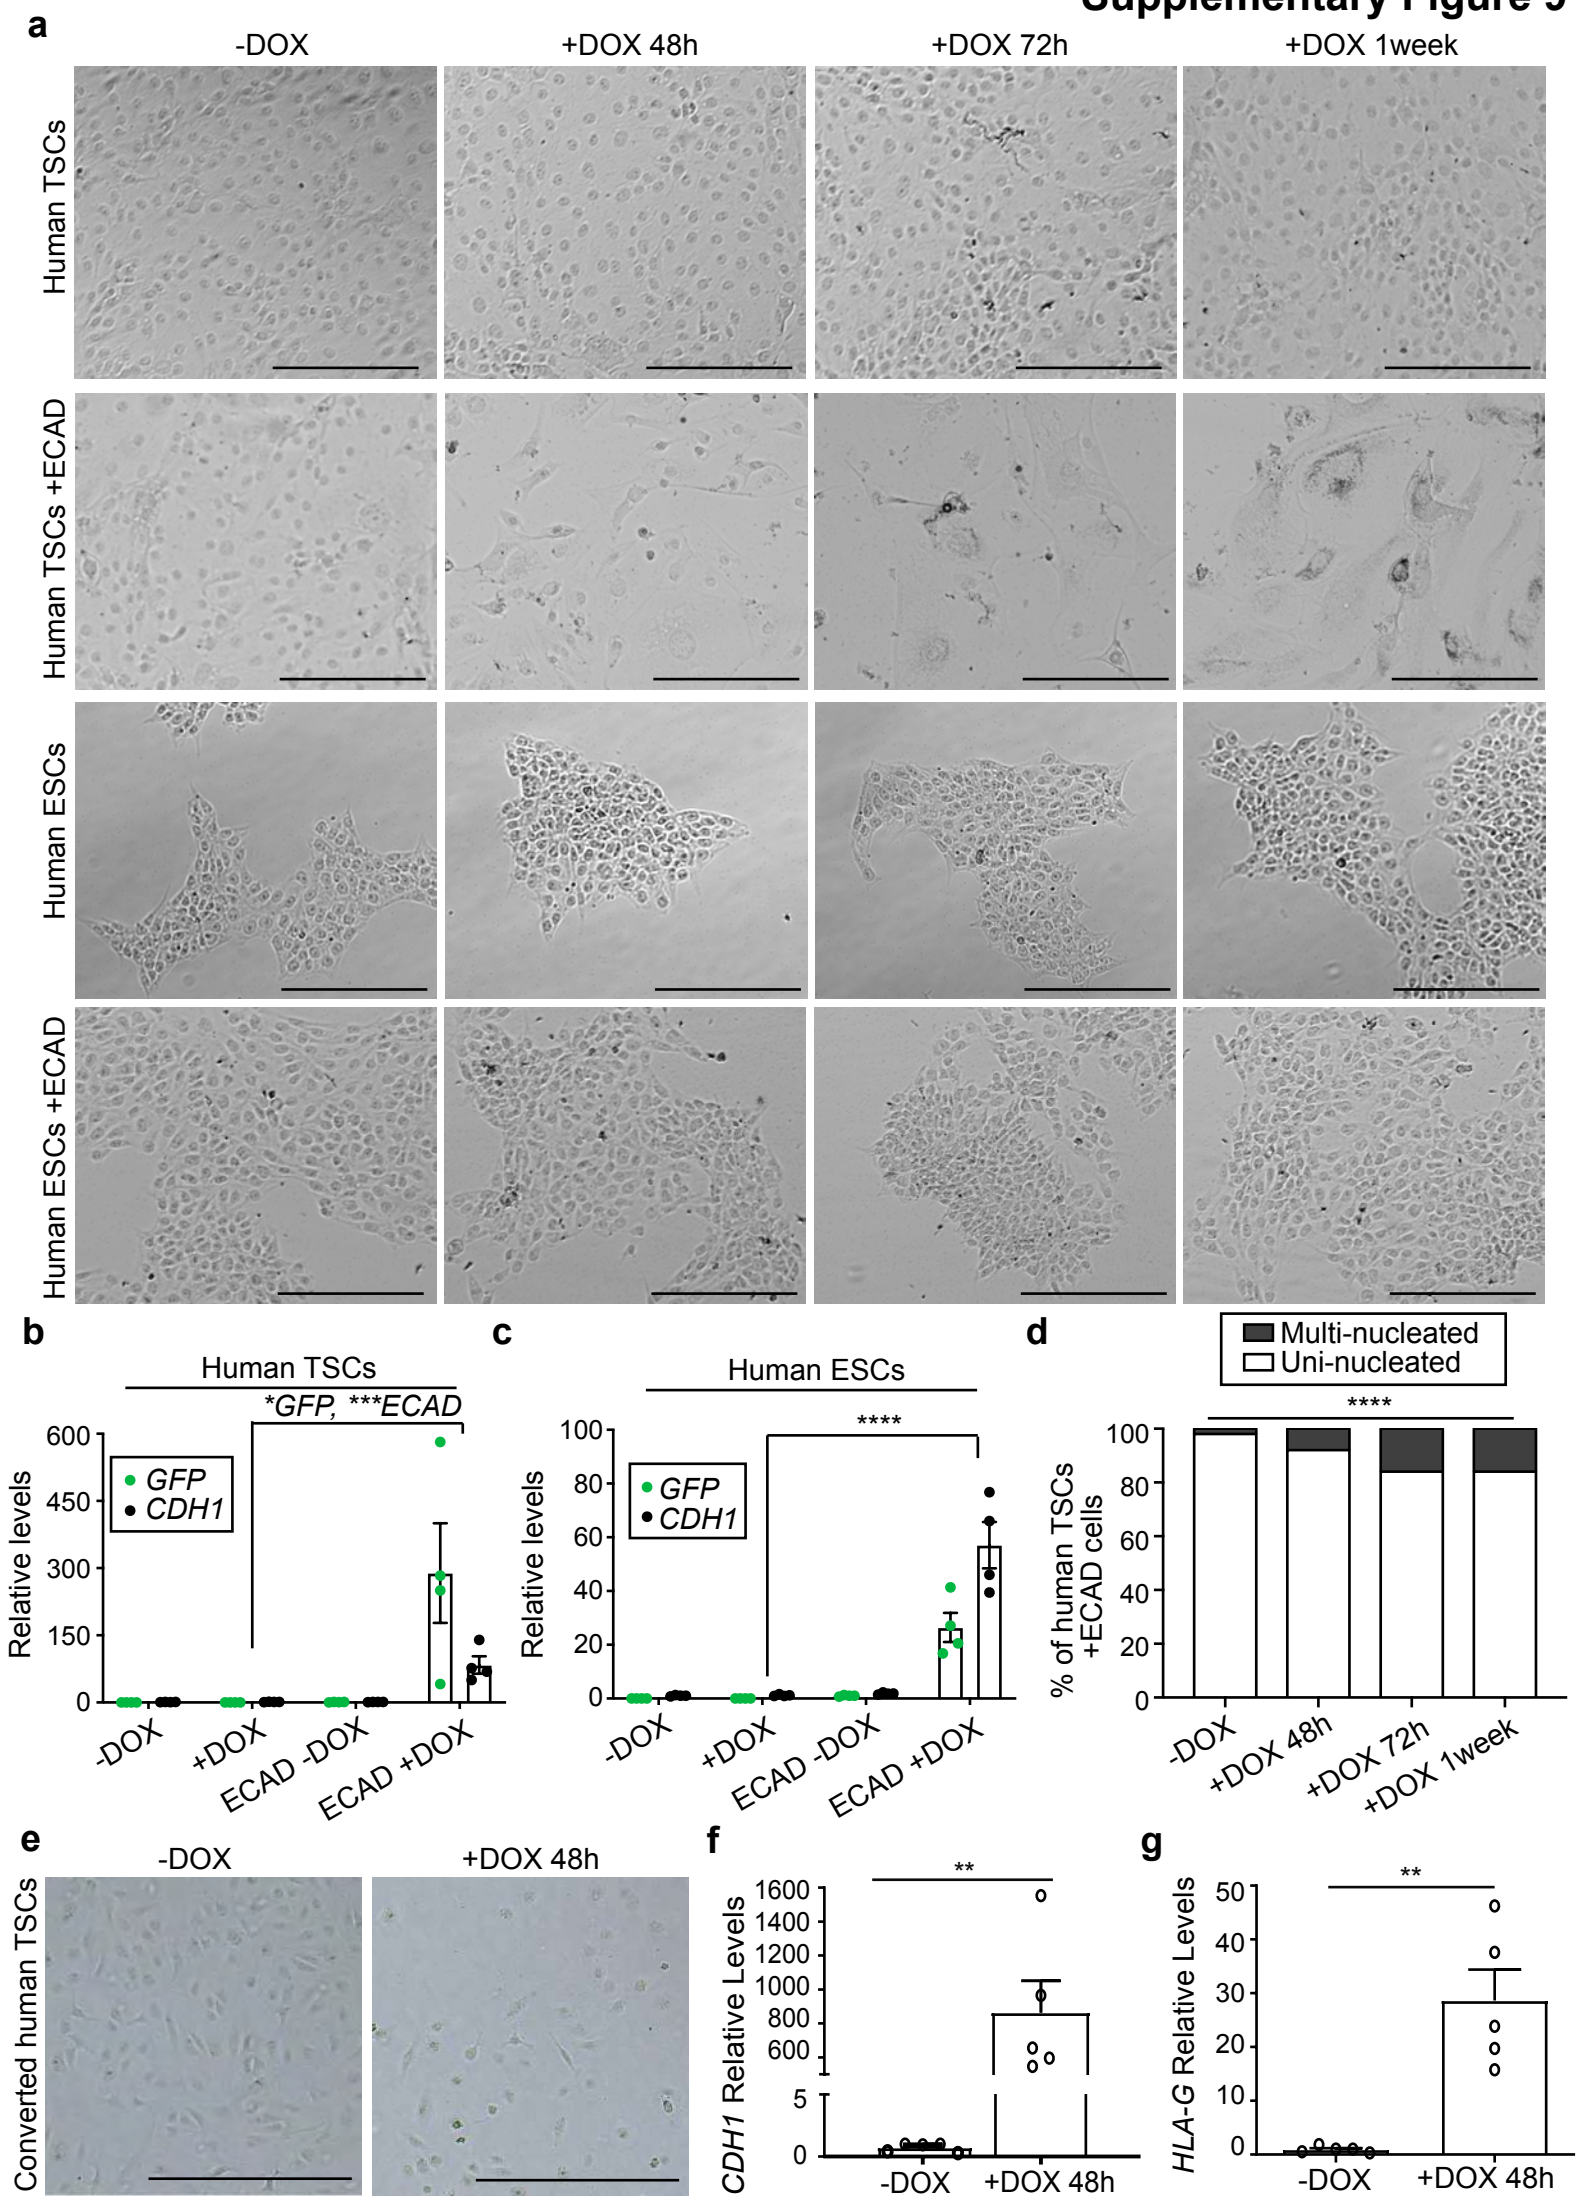 Supplementary Figure 9
a
-DOX
+DOX 48h
+DOX 72h
+DOX 1week
Human TSCs
Human TSCs +ECAD
Human ESCs
Human ESCs +ECAD
b
Human TSCs
*GFP, ***ECAD
Relative levels
600
450
300
150
0
GFP
CDH1
-DOX
+DOX
ECAD -DOX
ECAD +DOX
c
Human ESCs
****
Relative levels
100
80
60
40
20
0
GFP
CDH1
-DOX
+DOX
ECAD -DOX
ECAD +DOX
d
Multi-nucleated
Uni-nucleated
****
% of human TSCs
+ECAD cells
100
80
60
40
20
0
-DOX
+DOX 48h
+DOX 72h
+DOX 1week
e
-DOX
+DOX 48h
Converted human TSCs
f
**
CDH1 Relative Levels
1600
1400
1200
1000
800
600
5
0
-DOX
+DOX 48h
g
**
HLA-G Relative Levels
50
40
30
20
10
0
-DOX
+DOX 48h